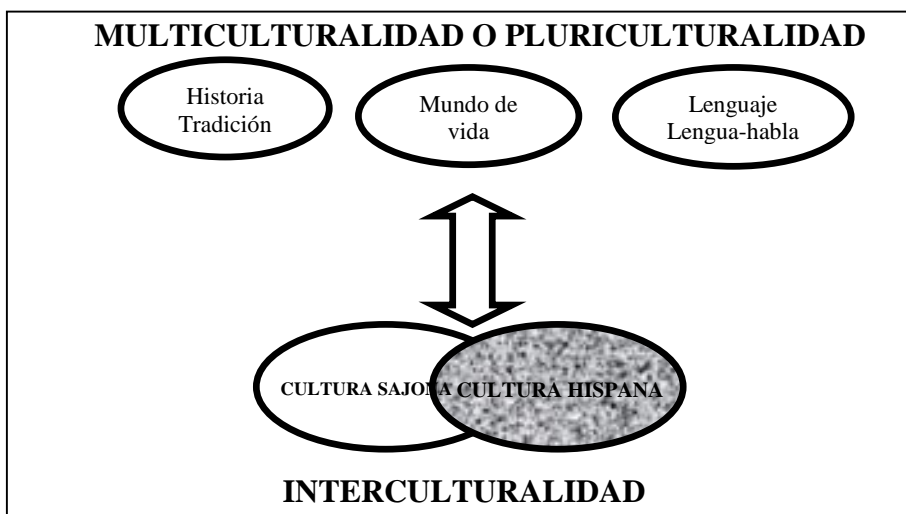 MULTICULTURALIDAD O PLURICULTURALIDAD
Historia
Tradición
Mundo de
vida
Lenguaje
Lengua-habla
CULTURA SAJONA
CULTURA HISPANA
INTERCULTURALIDAD